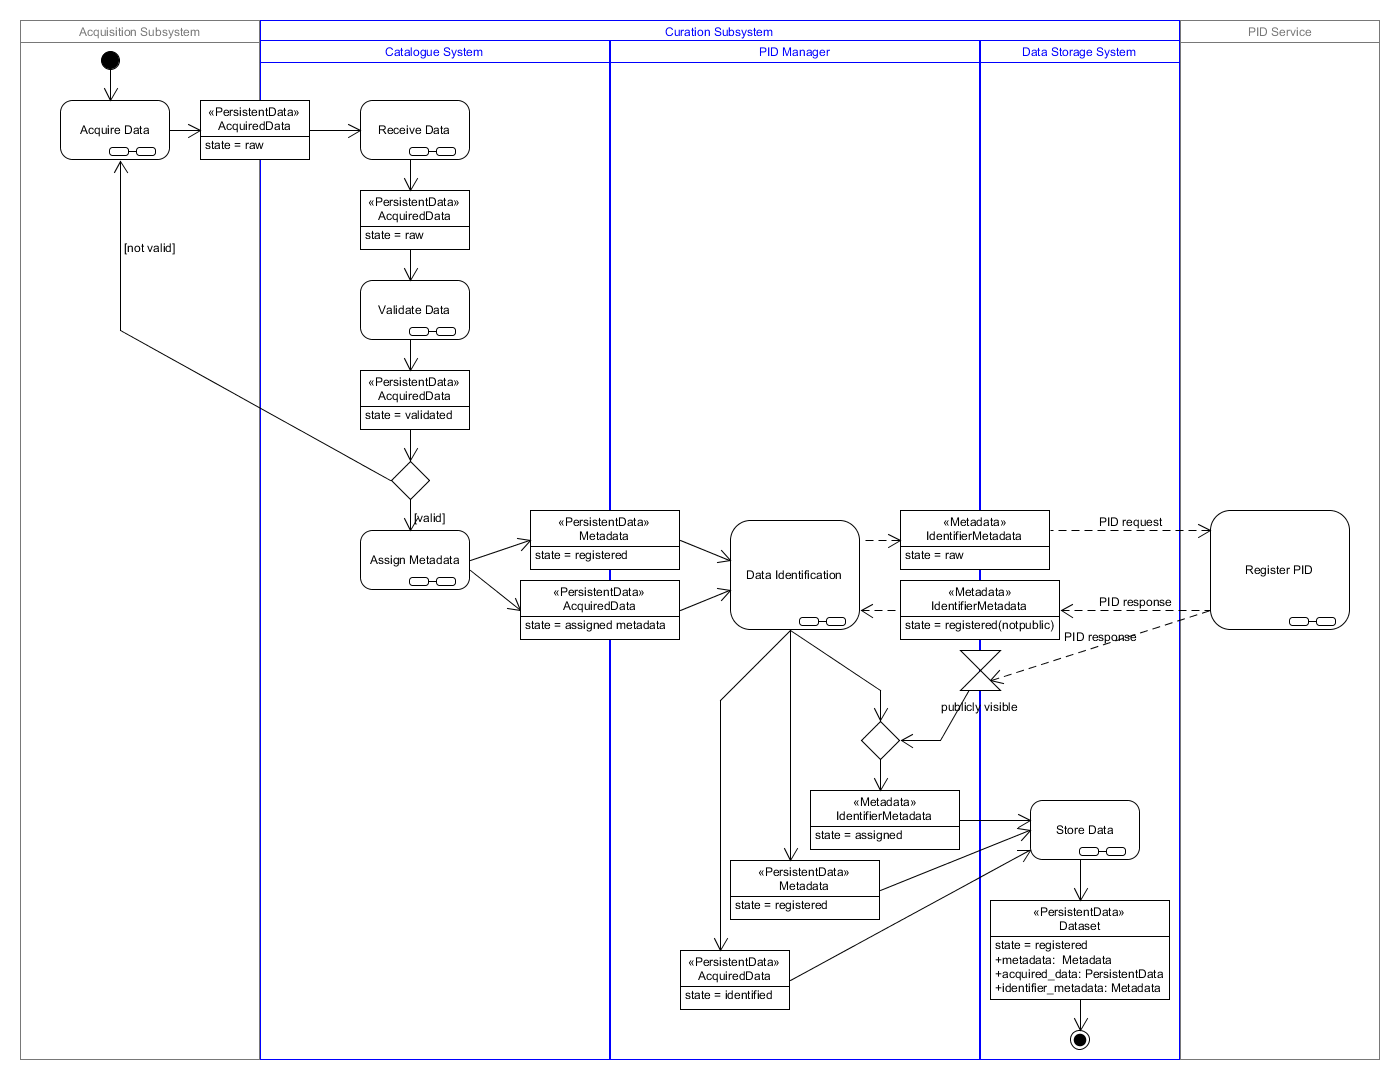 Acquisition Subsystem
Curation Subsystem
PID Service
Catalogue System
PID Manager
Data Storage System
Acquire Data
«PersistentData»
AcquiredData
state = raw
Receive Data
«PersistentData»
AcquiredData
state = raw
[not valid]
Validate Data
«PersistentData»
AcquiredData
state = validated
[valid]
Assign Metadata
«PersistentData»
Metadata
state = registered
«PersistentData»
AcquiredData
state = assigned metadata
Data Identification
«Metadata»
IdentifierMetadata
state = raw
PID request
Register PID
«Metadata»
IdentifierMetadata
state = registered(notpublic)
PID response
PID response
publicly visible
«Metadata»
IdentifierMetadata
state = assigned
Store Data
«PersistentData»
Metadata
state = registered
«PersistentData»
AcquiredData
state = identified
«PersistentData»
Dataset
state = registered
+metadata:  Metadata
+acquired_data: PersistentData
+identifier_metadata: Metadata